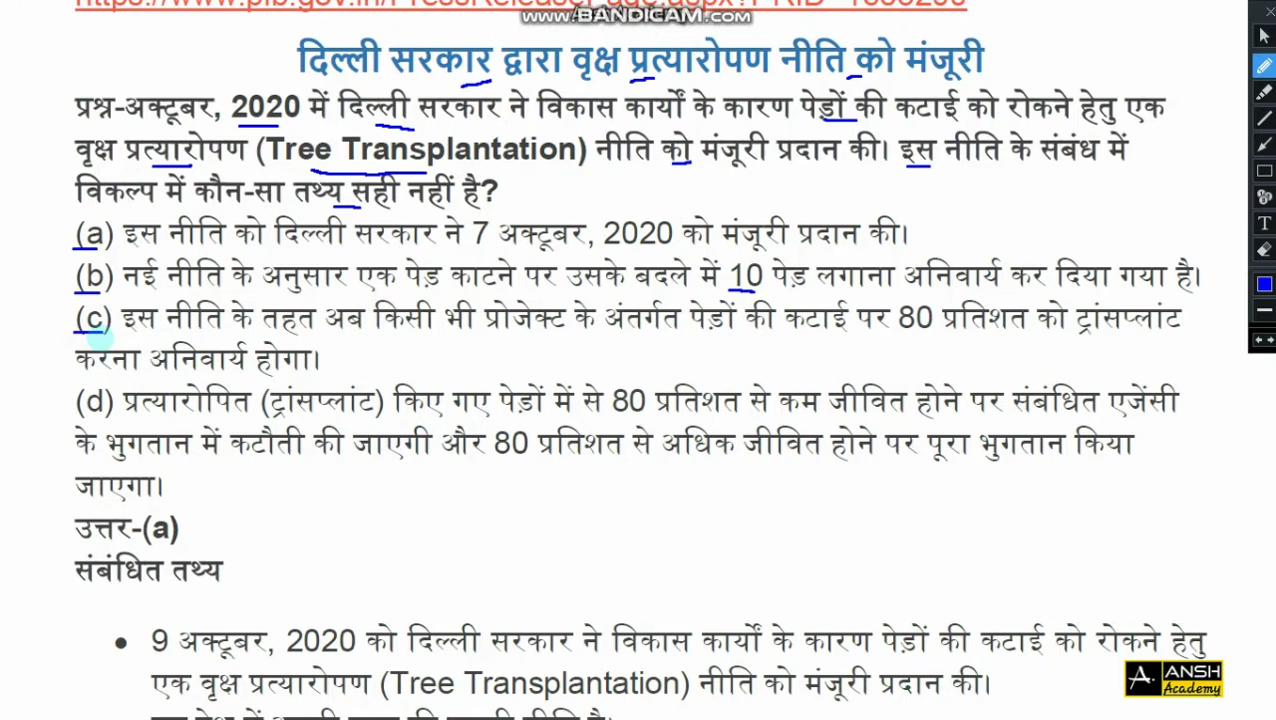 www.BANDICAM.com
दिल्ली सरकार द्वारा वृक्ष प्रत्यारोपण नीति को मंजूरी
प्रश्न-अक्टूबर, 2020 में दिल्ली सरकार ने विकास कार्यों के कारण पेड़ों की कटाई को रोकने हेतु एक
वृक्ष प्रत्यारोपण (Tree Transplantation) नीति को मंजूरी प्रदान की। इस नीति के संबंध में
विकल्प में कौन-सा तथ्य सही नहीं है?
(a) इस नीति को दिल्ली सरकार ने 7 अक्टूबर, 2020 को मंजूरी प्रदान की।
(b) नई नीति के अनुसार एक पेड़ काटने पर उसके बदले में 10 पेड़ लगाना अनिवार्य कर दिया गया है।
(c) इस नीति के तहत अब किसी भी प्रोजेक्ट के अंतर्गत पेड़ों की कटाई पर 80 प्रतिशत को ट्रांसप्लांट
करना अनिवार्य होगा।
(d) प्रत्यारोपित (ट्रांसप्लांट) किए गए पेड़ों में से 80 प्रतिशत से कम जीवित होने पर संबंधित एजेंसी
के भुगतान में कटौती की जाएगी और 80 प्रतिशत से अधिक जीवित होने पर पूरा भुगतान किया
जाएगा।
उत्तर-(a)
संबंधित तथ्य
• 9 अक्टूबर, 2020 को दिल्ली सरकार ने विकास कार्यों के कारण पेड़ों की कटाई को रोकने हेतु
एक वृक्ष प्रत्यारोपण (Tree Transplantation) नीति को मंजूरी प्रदान की।
A. ANSH
Academy